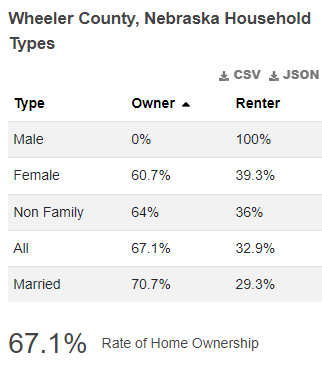 Wheeler County, Nebraska Household
Types
CSV JSON
Type Owner Renter
Male 0% 100%
Female 60.7% 39.3%
Non Family 64% 36%
All 67.1% 32.9%
Married 70.7% 29.3%
67.1% Rate of Home Ownership